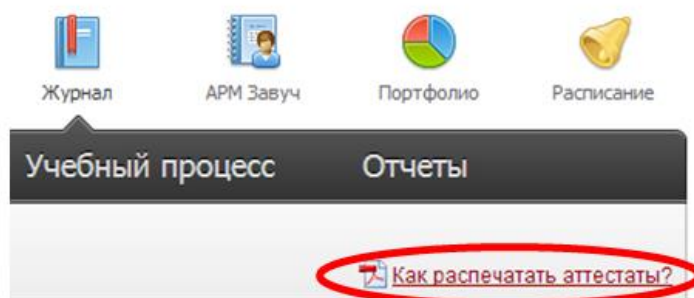 Журнал АРМ Завуч Портфолио Расписание
Учебный процесс Отчеты
Как распечатать аттестаты?